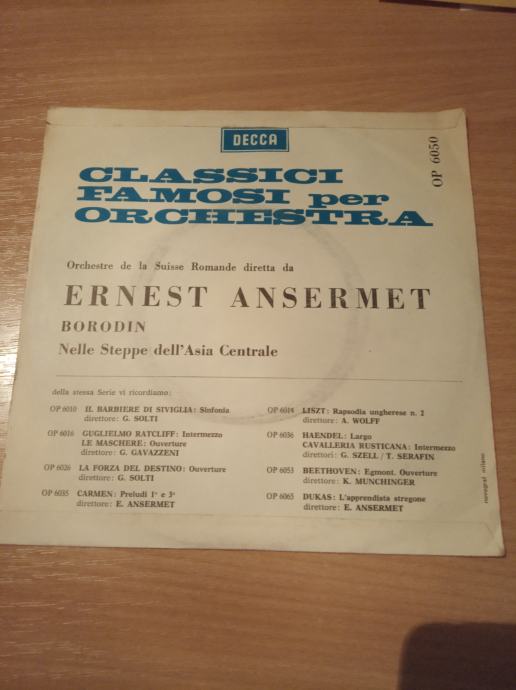 DECCA
OP 6050
CLASSICI
FAMOSI per
ORCHESTRA
Orchestre de la Suisse Romande diretta da
ERNEST ANSERMET
BORODIN
Nelle Steppe dell'Asia Centrale
della stessa Serie vi ricordiamo:
OP 6010 IL BARBIERE DI SIVIGLIA: Sinfonia
direttore: G. SOLTI
OP 6016 GUGLIELMO RATCLIFF: Intermezzo
LE MASCHERE: Ouverture
direttore: G. GAVAZZENI
OP 6026 LA FORZA DEL DESTINO: Ouverture
direttore: G. SOLTI
OP 6035 CARMEN: Preludi 1° e 3°
direttore: E. ANSERMET
OP 6014 LISZT: Rapsodia ungherese n. 2
direttore: A. WOLFF
OP 6036 HAENDEL: Largo
CAVALLERIA RUSTICANA: Intermezzo
direttori: G. SZELL / T. SERAFIN
OP 6053 BEETHOVEN: Egmont. Ouverture
direttore: K. MUNCHINGER
OP 6065 DUKAS: L'apprendista stregone
direttore: E. ANSERMET
novograf milano